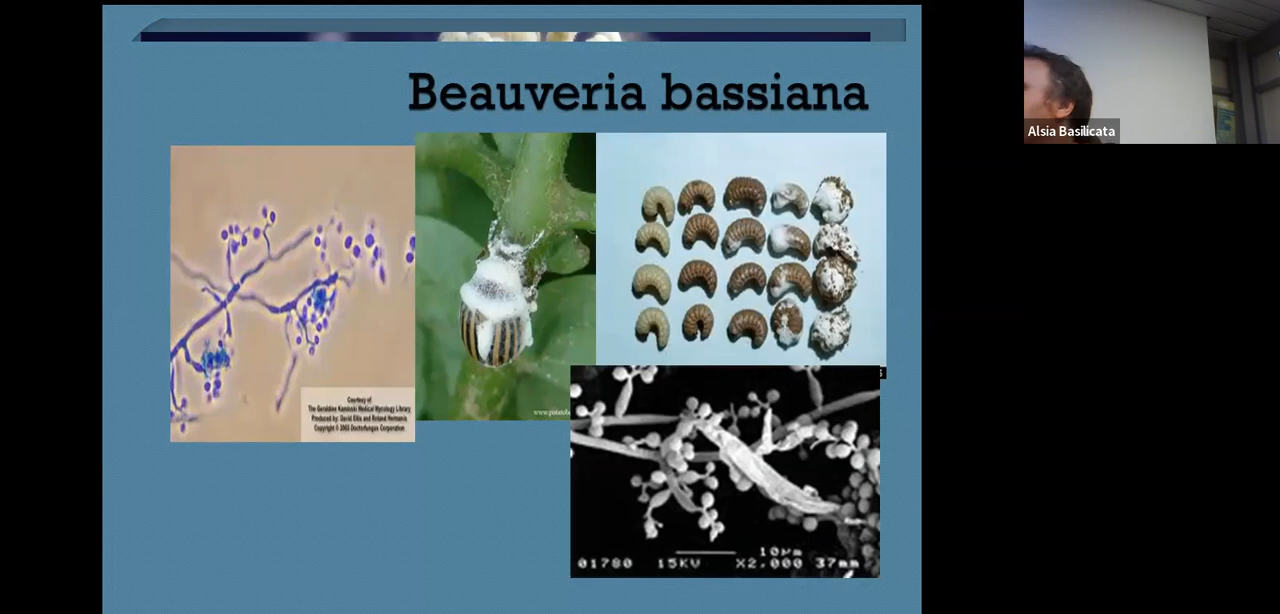 Beauveria bassiana
Alsia Basilicata
Courtesy of
The Geraldine Kaminski Medical Mycology Library
Produced by: David Ellis and Roland Hermanis
Copyright © 2003 Doctorfungus Corporation
10µm
01780 15KV X2,000 37mm